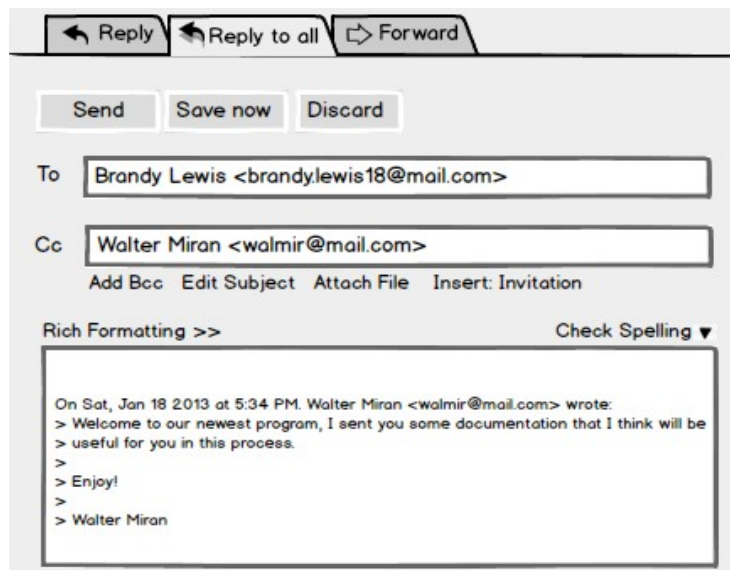 Reply Reply to all Forward
Send Save now Discard
To Brandy Lewis <brandy.lewis18@mail.com>
Cc Walter Miran <walmir@mail.com>
Add Bcc Edit Subject Attach File Insert: Invitation
Rich Formatting >> Check Spelling ▼
On Sat, Jan 18 2013 at 5:34 PM. Walter Miran <walmir@mail.com> wrote:
> Welcome to our newest program, I sent you some documentation that I think will be
> useful for you in this process.
>
> Enjoy!
>
> Walter Miran